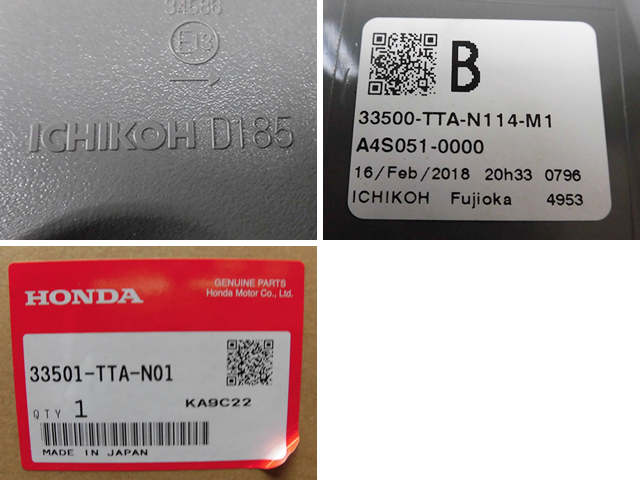 34586
E13
ICHIKOH D185
B
33500-TTA-N114-M1
A4S051-0000
16/Feb/2018 20h33 0796
ICHIKOH Fujioka 4953
HONDA
GENUINE PARTS
Honda Motor Co., Ltd.
33501-TTA-N01
QTY 1
KA9C22
MADE IN JAPAN